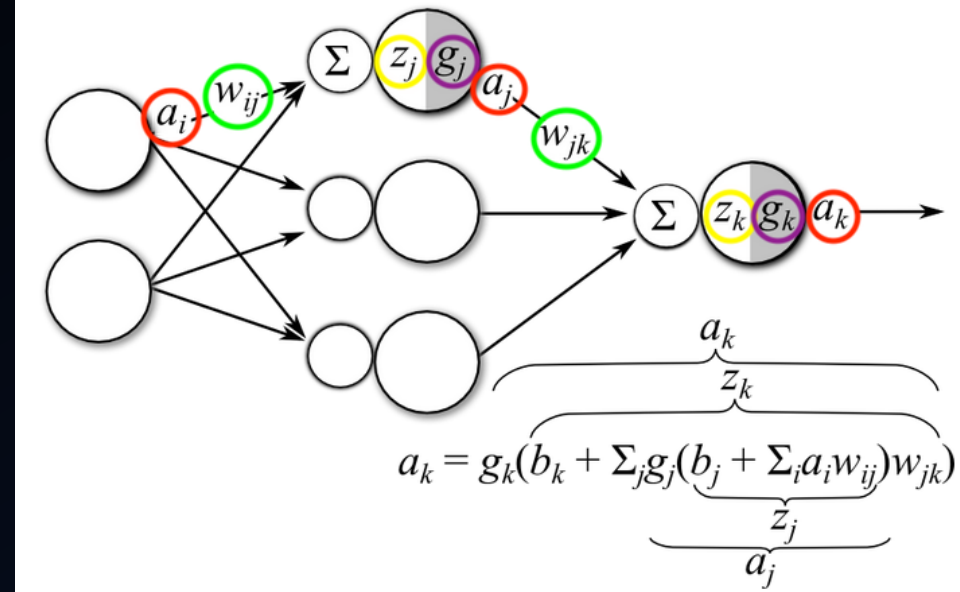 Σ z_j g_j
a_i w_ij a_j
w_jk
Σ z_k g_k a_k
a_k
z_k
a_k = g_k(b_k + Σ_j g_j(b_j + Σ_i a_i w_ij)w_jk)
z_j
a_j